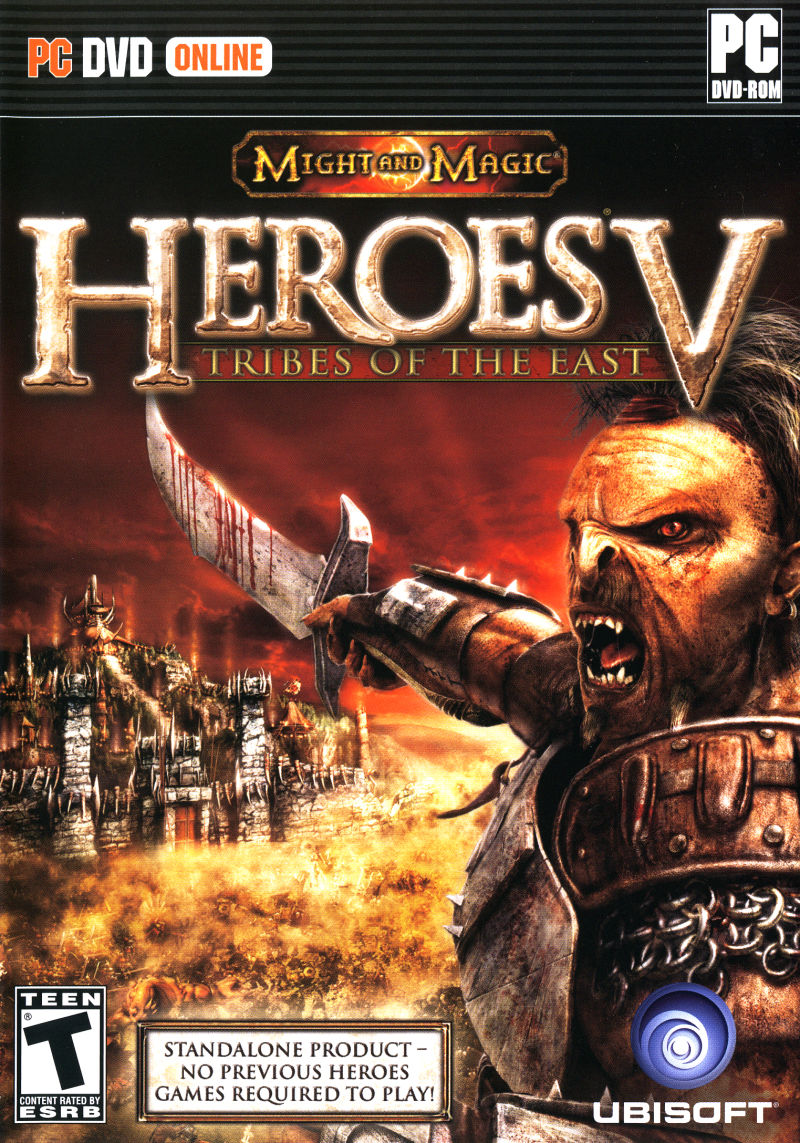 PC DVD ONLINE
PC
DVD-ROM
MIGHT AND MAGIC®
HEROES V®
TRIBES OF THE EAST
TEEN
T®
CONTENT RATED BY
ESRB
STANDALONE PRODUCT –
NO PREVIOUS HEROES
GAMES REQUIRED TO PLAY!
UBISOFT®